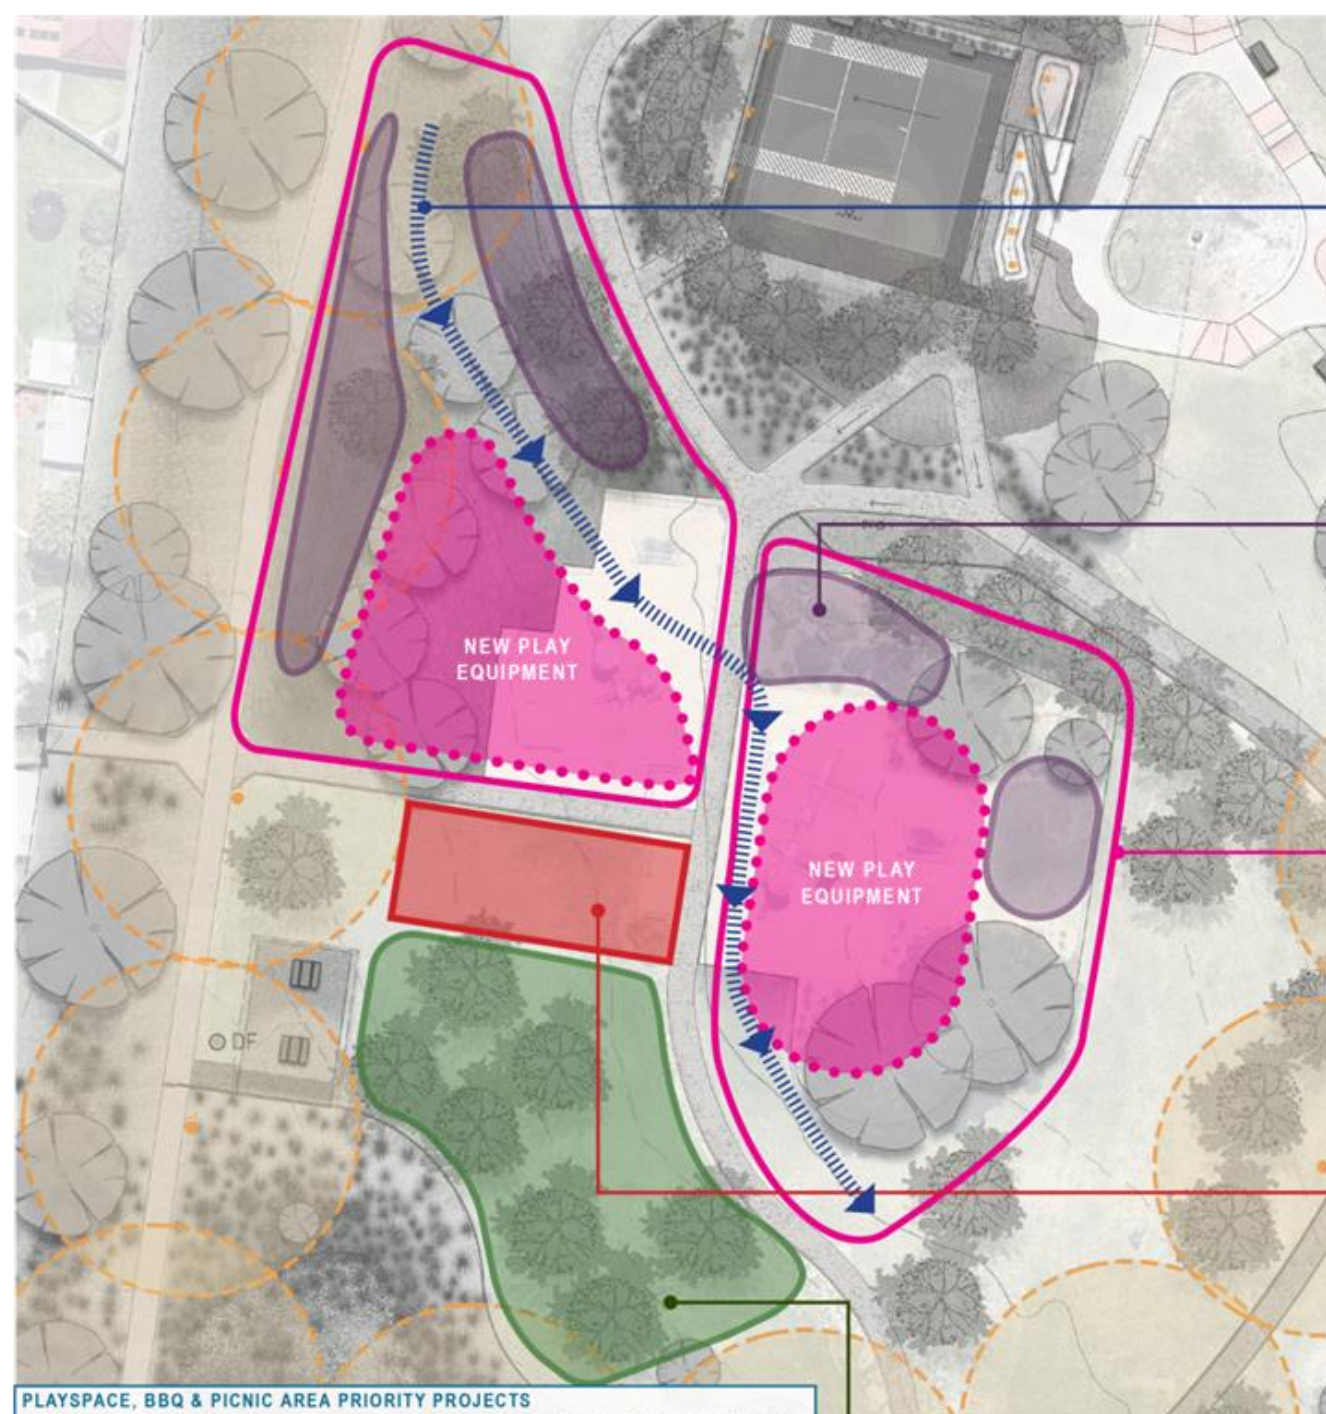 NEW PLAY
EQUIPMENT
NEW PLAY
EQUIPMENT
DF
PLAYSPACE, BBQ & PICNIC AREA PRIORITY PROJECTS